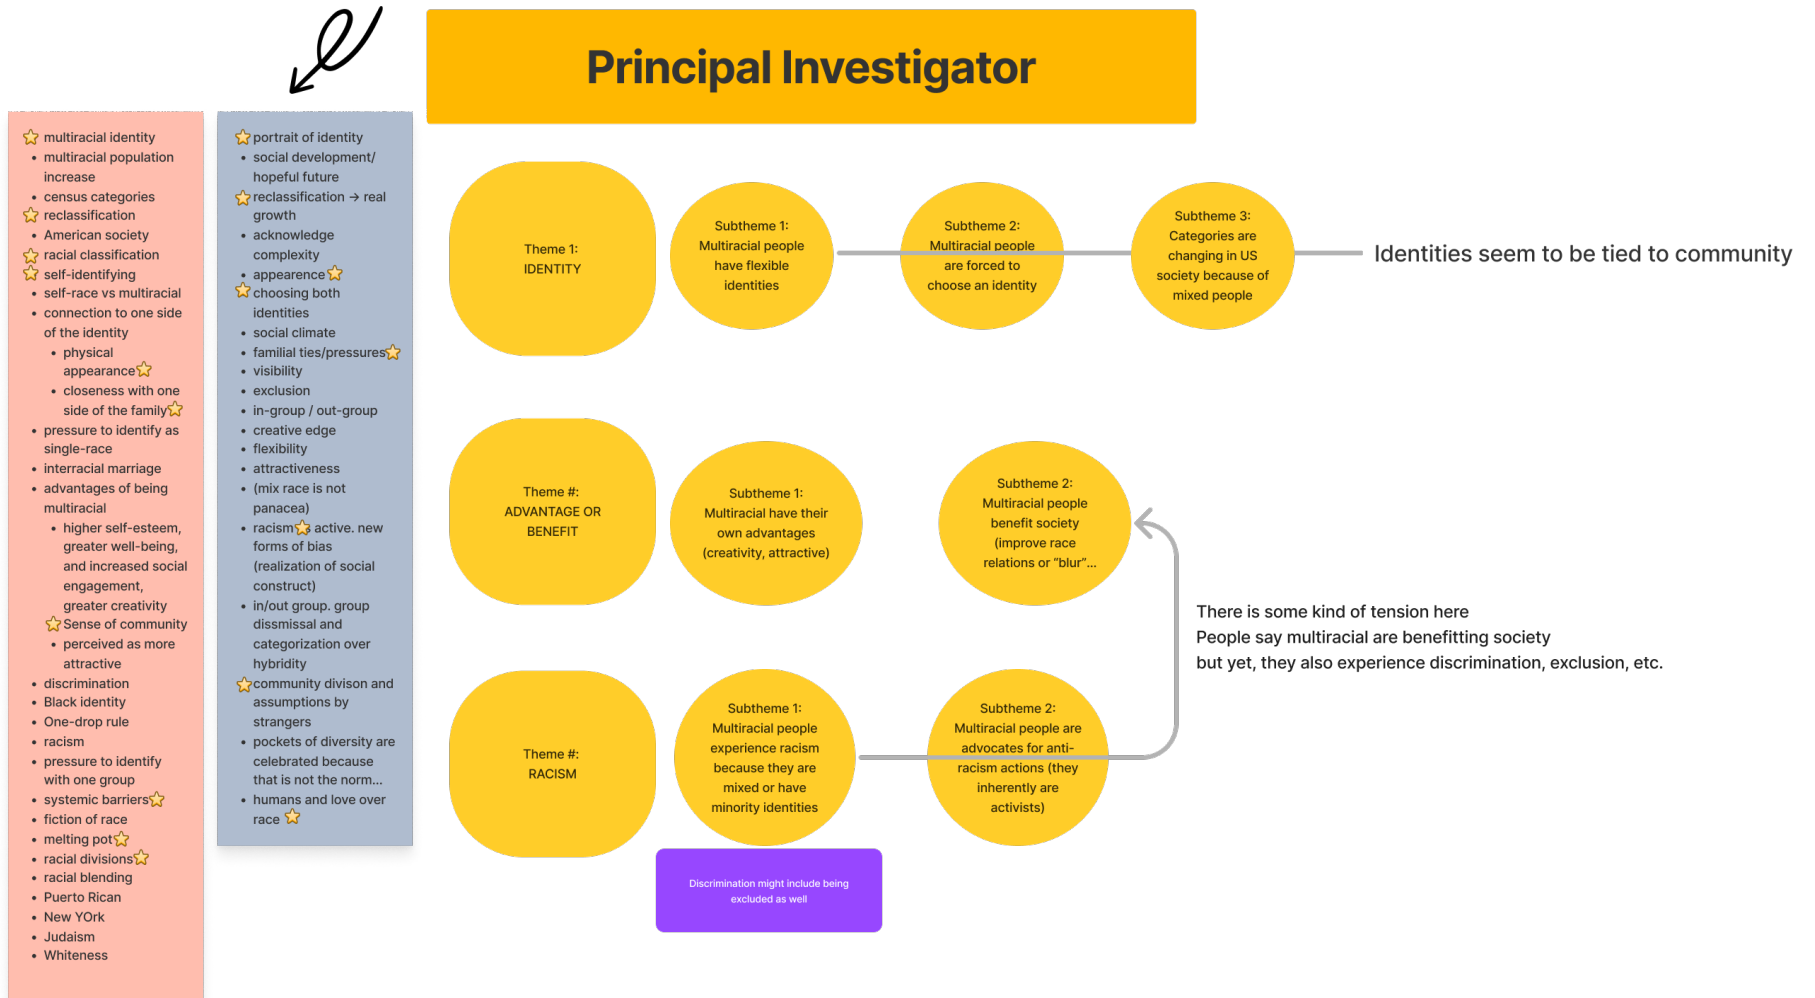 Principal Investigator
multiracial identity
multiracial population
increase
census categories
reclassification
American society
racial classification
self-identifying
self-race vs multiracial
connection to one side
of the identity
physical
appearance
closeness with one
side of the family
pressure to identify as
single-race
interracial marriage
advantages of being
multiracial
higher self-esteem,
greater well-being,
and increased social
engagement,
greater creativity
Sense of community
perceived as more
attractive
discrimination
Black identity
One-drop rule
racism
pressure to identify
with one group
systemic barriers
fiction of race
melting pot
racial divisions
racial blending
Puerto Rican
New YOrk
Judaism
Whiteness
portrait of identity
social development/
hopeful future
reclassification → real
growth
acknowledge
complexity
appearence
choosing both
identities
social climate
familial ties/pressures
visibility
exclusion
in-group / out-group
creative edge
flexibility
attractiveness
(mix race is not
panacea)
racism active. new
forms of bias
(realization of social
construct)
in/out group. group
dissmissal and
categorization over
hybridity
community divison and
assumptions by
strangers
pockets of diversity are
celebrated because
that is not the norm...
humans and love over
race
Theme 1:
IDENTITY
Subtheme 1:
Multiracial people
have flexible
identities
Subtheme 2:
Multiracial people
are forced to
choose an identity
Subtheme 3:
Categories are
changing in US
society because of
mixed people
Identities seem to be tied to community
Theme #:
ADVANTAGE OR
BENEFIT
Subtheme 1:
Multiracial have their
own advantages
(creativity, attractive)
Subtheme 2:
Multiracial people
benefit society
(improve race
relations or “blur”...
There is some kind of tension here
People say multiracial are benefitting society
but yet, they also experience discrimination, exclusion, etc.
Theme #:
RACISM
Subtheme 1:
Multiracial people
experience racism
because they are
mixed or have
minority identities
Subtheme 2:
Multiracial people are
advocates for anti-
racism actions (they
inherently are
activists)
Discrimination might include being
excluded as well